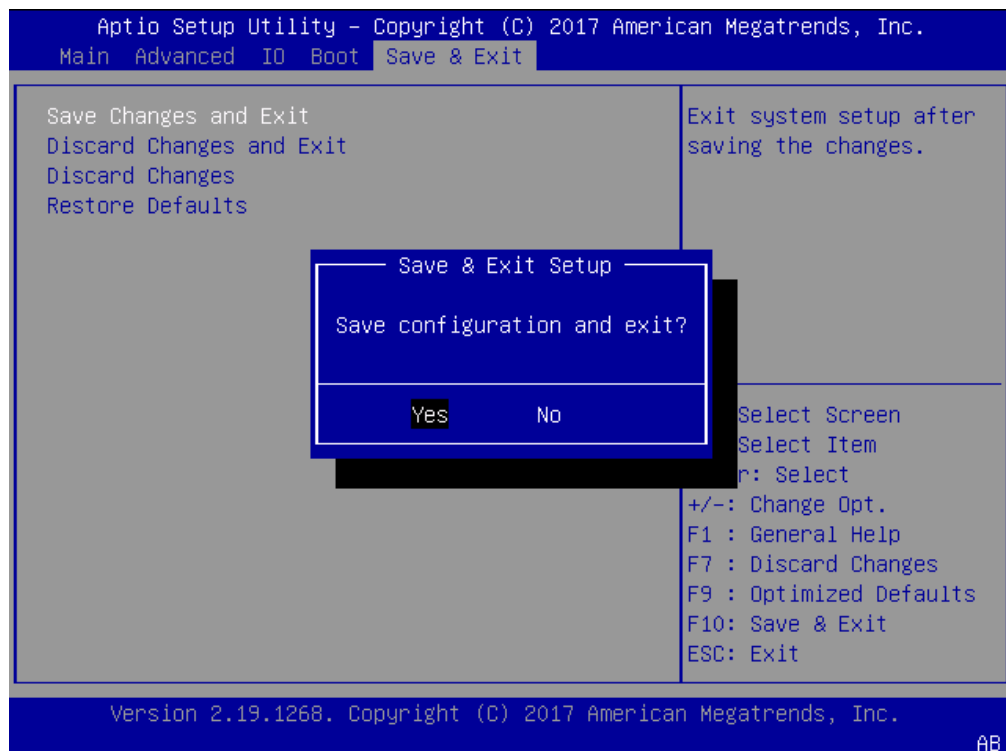 Aptio Setup Utility – Copyright (C) 2017 American Megatrends, Inc.
Main Advanced IO Boot Save & Exit
Save Changes and Exit
Discard Changes and Exit
Discard Changes
Restore Defaults
Exit system setup after
saving the changes.
Save & Exit Setup
Save configuration and exit?
Yes No
Select Screen
Select Item
r: Select
+/-: Change Opt.
F1 : General Help
F7 : Discard Changes
F9 : Optimized Defaults
F10: Save & Exit
ESC: Exit
Version 2.19.1268. Copyright (C) 2017 American Megatrends, Inc.
AB